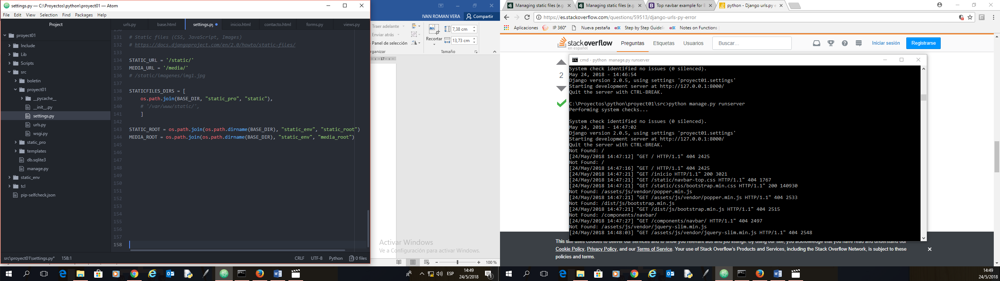 settings.py — C:\Proyectos\python\proyect01 — Atom
File Edit View Selection Find Packages Help
Project
urls.py base.html settings.py inicio.html contacto.html forms.py views.py
proyect01
Include
Lib
Scripts
src
boletin
proyect01
__pycache__
__init__.py
settings.py
urls.py
wsgi.py
static_pro
templates
db.sqlite3
manage.py
static_env
tcl
pip-selfcheck.json
131 # Static files (CSS, JavaScript, Images)
132 # https://docs.djangoproject.com/en/2.0/howto/static-files/
133
134 STATIC_URL = '/static/'
135 MEDIA_URL = '/media/'
136 # /static/imagenes/img1.jpg
137
138 STATICFILES_DIRS = [
139 os.path.join(BASE_DIR, "static_pro", "static"),
140 # '/var/www/static/',
141 ]
142
143 STATIC_ROOT = os.path.join(os.path.dirname(BASE_DIR), "static_env", "static_root")
144 MEDIA_ROOT = os.path.join(os.path.dirname(BASE_DIR), "static_env", "media_root")
145
146
147
148
149
150
151
152
153
154
155
156
157
158
src\proyect01\settings.py* 158:1 CRLF UTF-8 Python 0 files
IVAN ROMAN VERA Compartir
Traer adelante
Enviar atrás
Panel de selección
Recortar
7,38 cm
13,73 cm
Tamaño
17
Activar Windows
Ve a Configuración para activar Windows.
100 %
ESP
14:49
24/5/2018
1
Managing static files (e.g. Managing static files (e.g. Top navbar example for python - Django urls.py
https://es.stackoverflow.com/questions/59513/django-urls-py-error
Aplicaciones IP 360° Nueva pestaña edX Step by Step edX Notes on Functions
stackoverflow
en español
Preguntas Etiquetas Usuarios Buscar... Iniciar sesión Registrarse
2
cmd - python manage.py runserver
System check identified no issues (0 silenced).
May 24, 2018 - 14:46:54
Django version 2.0.5, using settings 'proyect01.settings'
Starting development server at http://127.0.0.1:8000/
Quit the server with CTRL-BREAK.
C:\Proyectos\python\proyect01\src>python manage.py runserver
Performing system checks...
System check identified no issues (0 silenced).
May 24, 2018 - 14:47:02
Django version 2.0.5, using settings 'proyect01.settings'
Starting development server at http://127.0.0.1:8000/
Quit the server with CTRL-BREAK.
Not Found: /
[24/May/2018 14:47:12] "GET / HTTP/1.1" 404 2425
Not Found: /
[24/May/2018 14:47:16] "GET / HTTP/1.1" 404 2425
[24/May/2018 14:47:21] "GET /inicio HTTP/1.1" 200 3021
[24/May/2018 14:47:21] "GET /static/navbar-top.css HTTP/1.1" 404 1767
[24/May/2018 14:47:21] "GET /static/css/bootstrap.min.css HTTP/1.1" 200 140930
Not Found: /assets/js/vendor/popper.min.js
[24/May/2018 14:47:21] "GET /assets/js/vendor/popper.min.js HTTP/1.1" 404 2533
Not Found: /dist/js/bootstrap.min.js
[24/May/2018 14:47:21] "GET /dist/js/bootstrap.min.js HTTP/1.1" 404 2515
Not Found: /components/navbar/
[24/May/2018 14:47:27] "GET /components/navbar/ HTTP/1.1" 404 2497
Not Found: /assets/js/vendor/jquery-slim.min.js
[24/May/2018 14:48:03] "GET /assets/js/vendor/jquery-slim.min.js HTTP/1.1" 404 2548
This site uses cookies to deliver our services and to show you relevant ads and job listings. By using our site, you acknowledge that you have read and understand our
Cookie Policy, Privacy Policy, and our Terms of Service. Your use of Stack Overflow's Products and Services, including the Stack Overflow Network, is subject to these
policies and terms.
14:49
24/5/2018